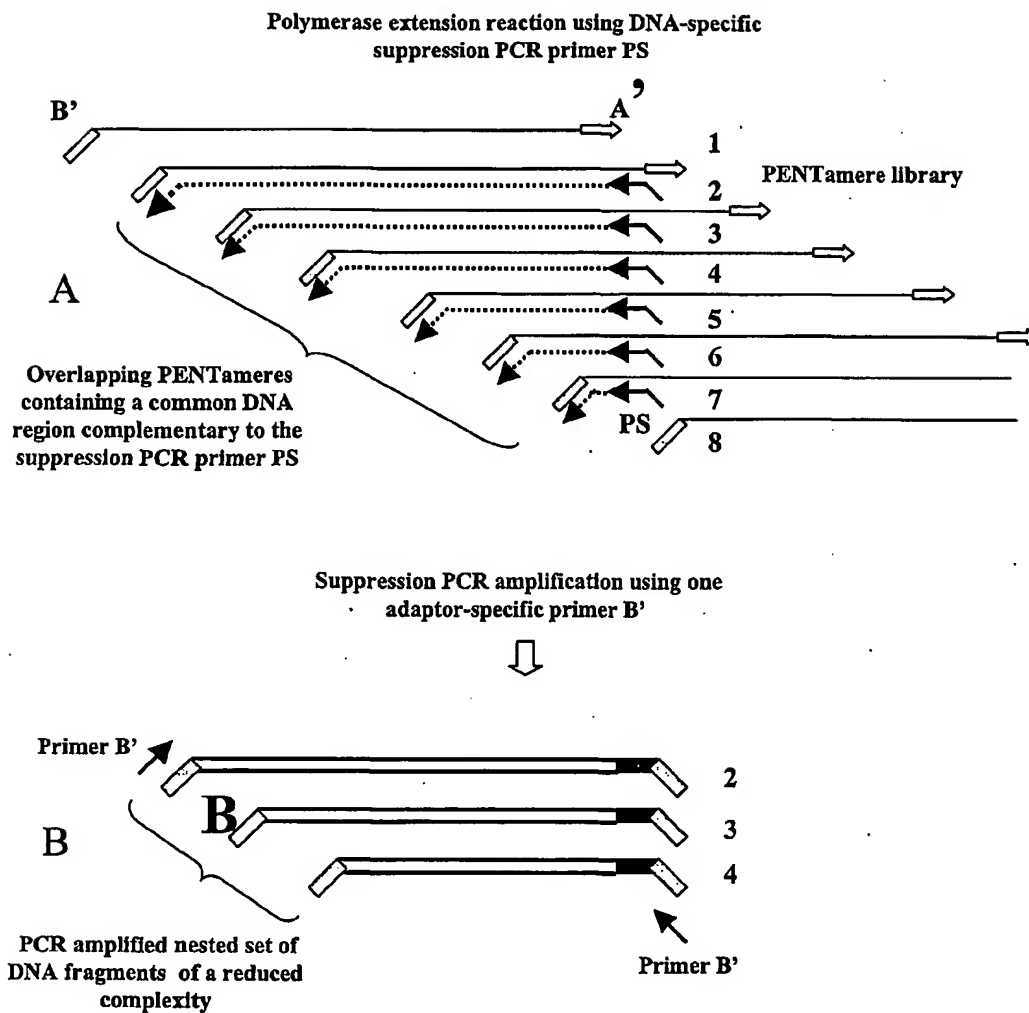 Polymerase extension reaction using DNA-specific
suppression PCR primer PS
B’
A’
1
PENTamere library
2
3
4
A
5
6
Overlapping PENTameres
containing a common DNA
region complementary to the
suppression PCR primer PS
7
PS
8
Suppression PCR amplification using one
adaptor-specific primer B’
Primer B’
2
B
3
B
4
PCR amplified nested set of
DNA fragments of a reduced
complexity
Primer B’